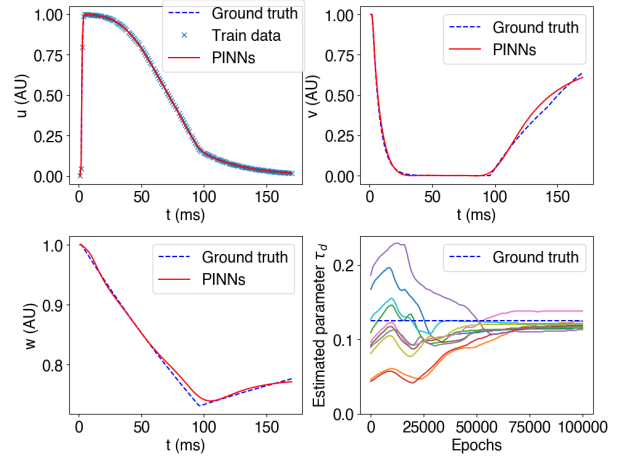 1.00
0.75
0.50
0.25
0.00
u (AU)
0 50 100 150
t (ms)
Ground truth
Train data
PINNs
1.00
0.75
0.50
0.25
0.00
v (AU)
0 50 100 150
t (ms)
Ground truth
PINNs
1.0
0.9
0.8
w (AU)
0 50 100 150
t (ms)
Ground truth
PINNs
0.2
0.1
0.0
Estimated parameter τ_d
0 25000 50000 75000 100000
Epochs
Ground truth